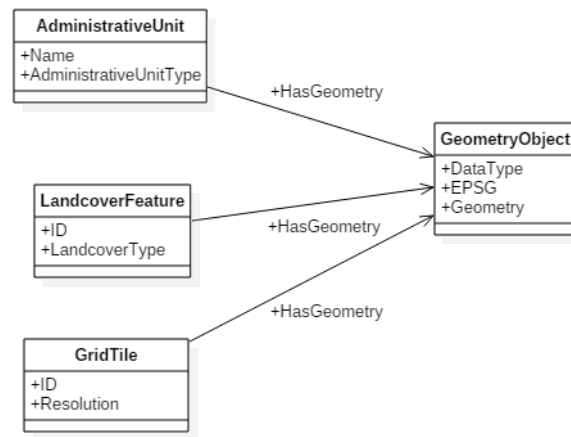 AdministrativeUnit
+Name
+AdministrativeUnitType
+HasGeometry
GeometryObject
+DataType
+EPSG
+Geometry
LandcoverFeature
+ID
+LandcoverType
+HasGeometry
+HasGeometry
GridTile
+ID
+Resolution